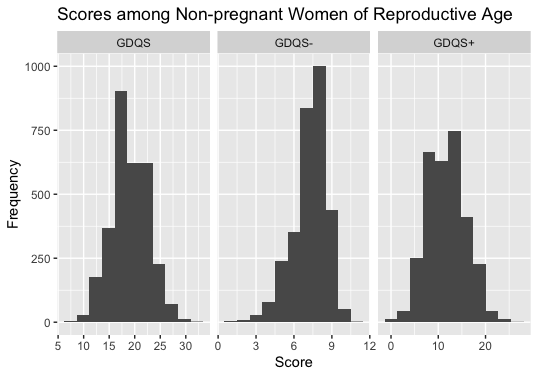 Scores among Non-pregnant Women of Reproductive Age
GDQS GDQS- GDQS+
1000
750
500
250
0
Frequency
5 10 15 20 25 30 0 3 6 9 12 0 10 20
Score